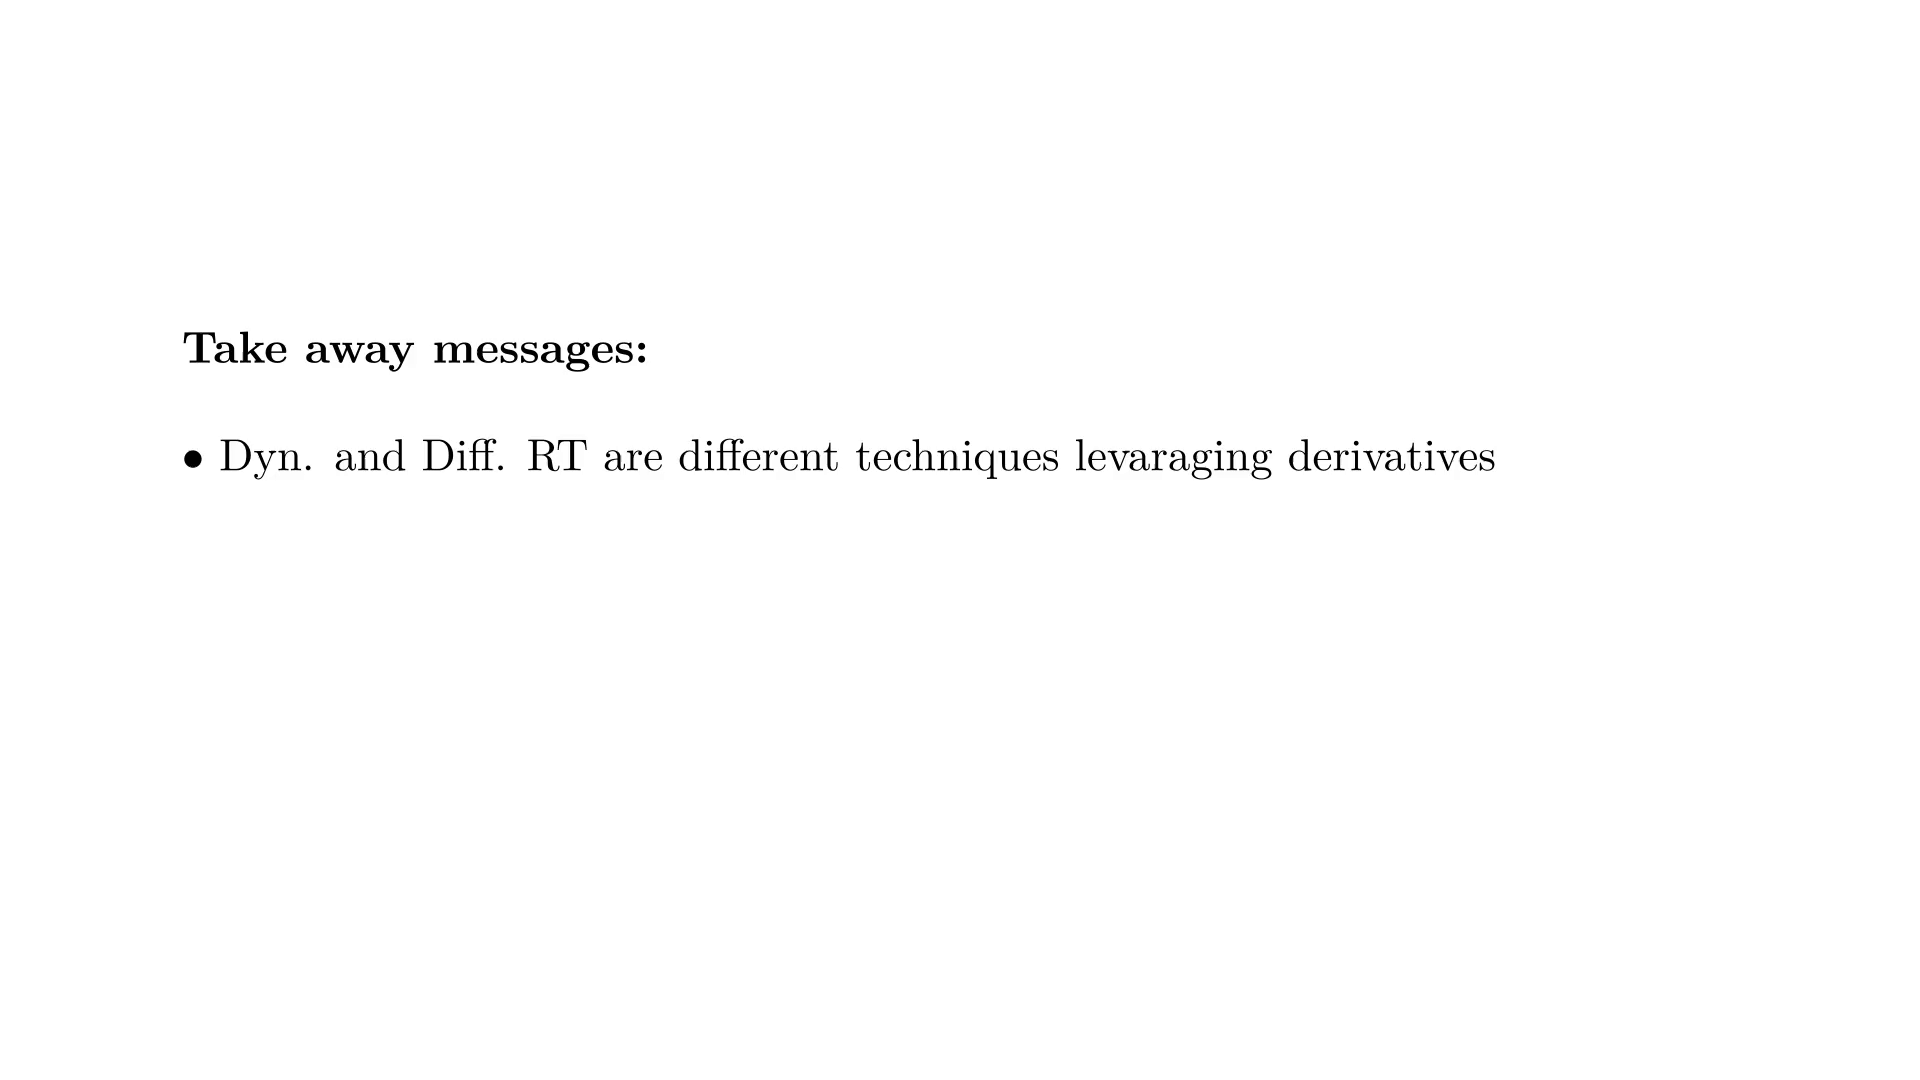 Take away messages:
• Dyn. and Diff. RT are different techniques levaraging derivatives